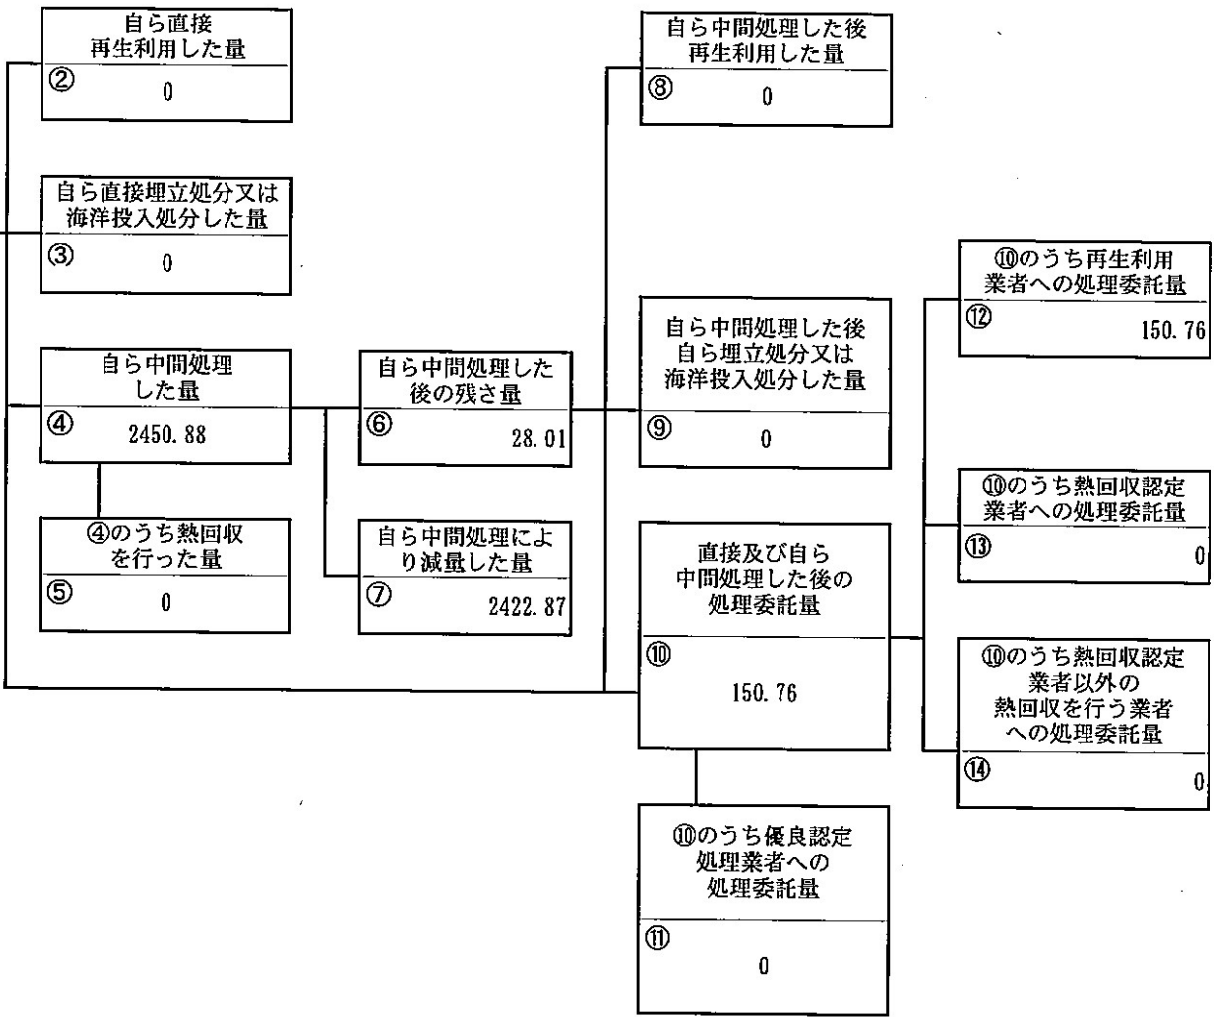 自ら直接
再生利用した量
②
0
自ら直接埋立処分又は
海洋投入処分した量
③
0
自ら中間処理
した量
④
2450.88
④のうち熱回収
を行った量
⑤
0
自ら中間処理した
後の残さ量
⑥
28.01
自ら中間処理によ
り減量した量
⑦
2422.87
自ら中間処理した後
再生利用した量
⑧
0
自ら中間処理した後
自ら埋立処分又は
海洋投入処分した量
⑨
0
直接及び自ら
中間処理した後の
処理委託量
⑩
150.76
⑩のうち優良認定
処理業者への
処理委託量
⑪
0
⑩のうち再生利用
業者への処理委託量
⑫
150.76
⑩のうち熱回収認定
業者への処理委託量
⑬
0
⑩のうち熱回収認定
業者以外の
熱回収を行う業者
への処理委託量
⑭
0